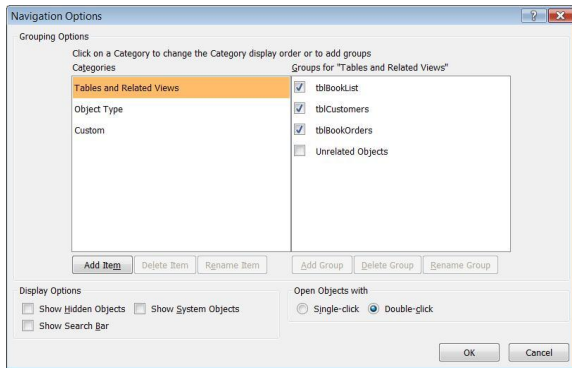 Navigation Options
Grouping Options
Click on a Category to change the Category display order or to add groups
Categories
Groups for "Tables and Related Views"
Tables and Related Views
Object Type
Custom
tblBookList
tblCustomers
tblBookOrders
Unrelated Objects
Add Item Delete Item Rename Item
Add Group Delete Group Rename Group
Display Options
Show Hidden Objects Show System Objects
Show Search Bar
Open Objects with
Single-click Double-click
OK Cancel